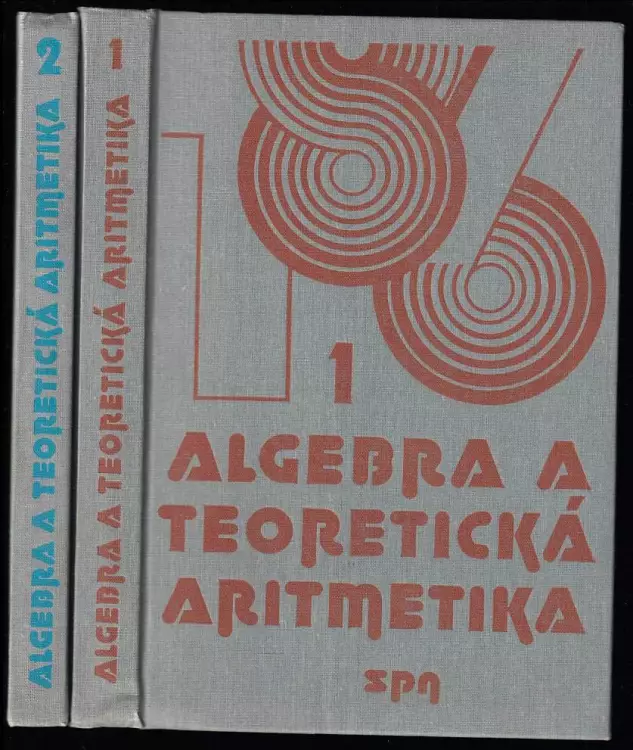 ALGEBRA A TEORETICKÁ ARITMETIKA 2
ALGEBRA A TEORETICKÁ ARITMETIKA 1
1
ALGEBRA A
TEORETICKÁ
ARITMETIKA
spn